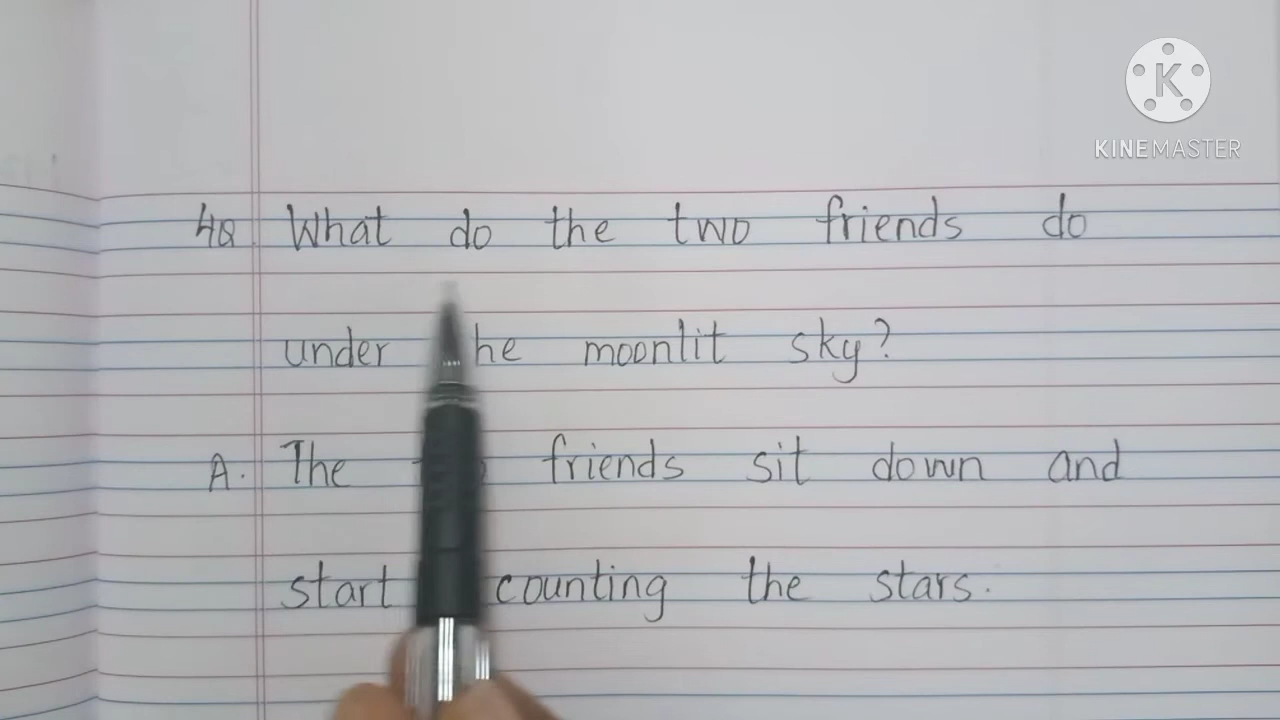 KINEMASTER
4Q. What do the two friends do
under he moonlit sky?
A. The friends sit down and
start counting the stars.